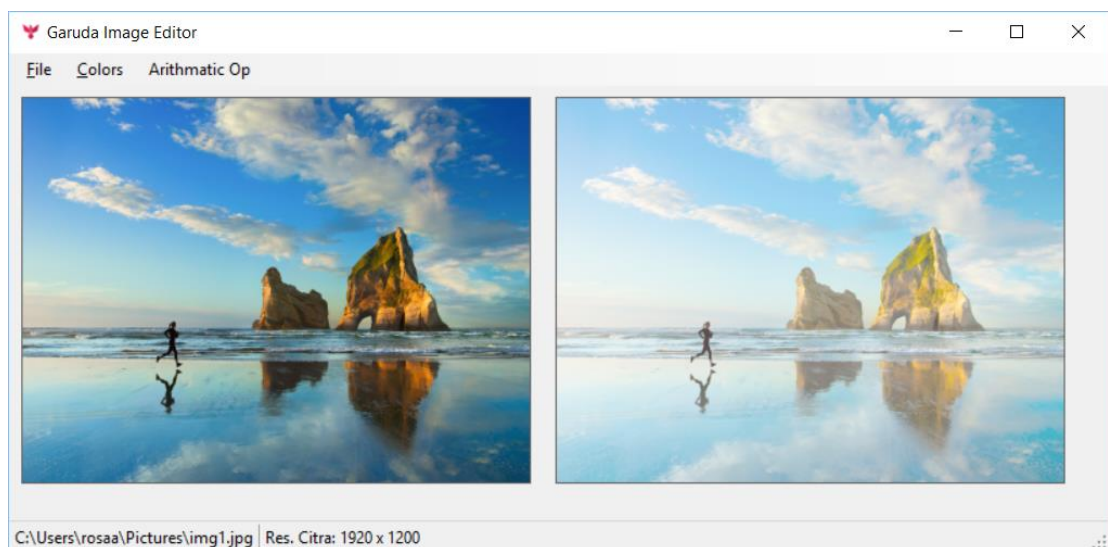 Garuda Image Editor
File Colors Arithmatic Op
C:\Users\rosaa\Pictures\img1.jpg Res. Citra: 1920 x 1200